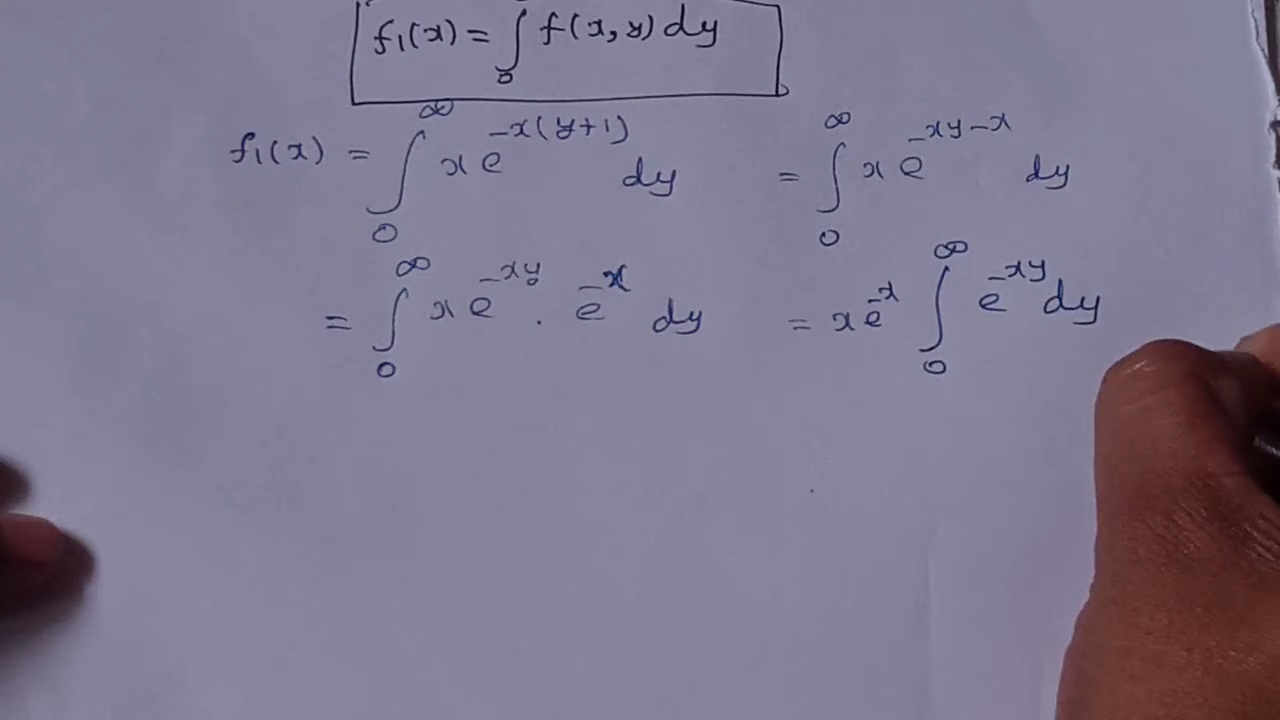 f₁(x) = ∫₀ f(x, y) dy
f₁(x) = ∫₀^∞ x e^{-x(y+1)} dy = ∫₀^∞ x e^{-xy-x} dy
= ∫₀^∞ x e^{-xy} . e^{-x} dy = x e^{-x} ∫₀^∞ e^{-xy} dy